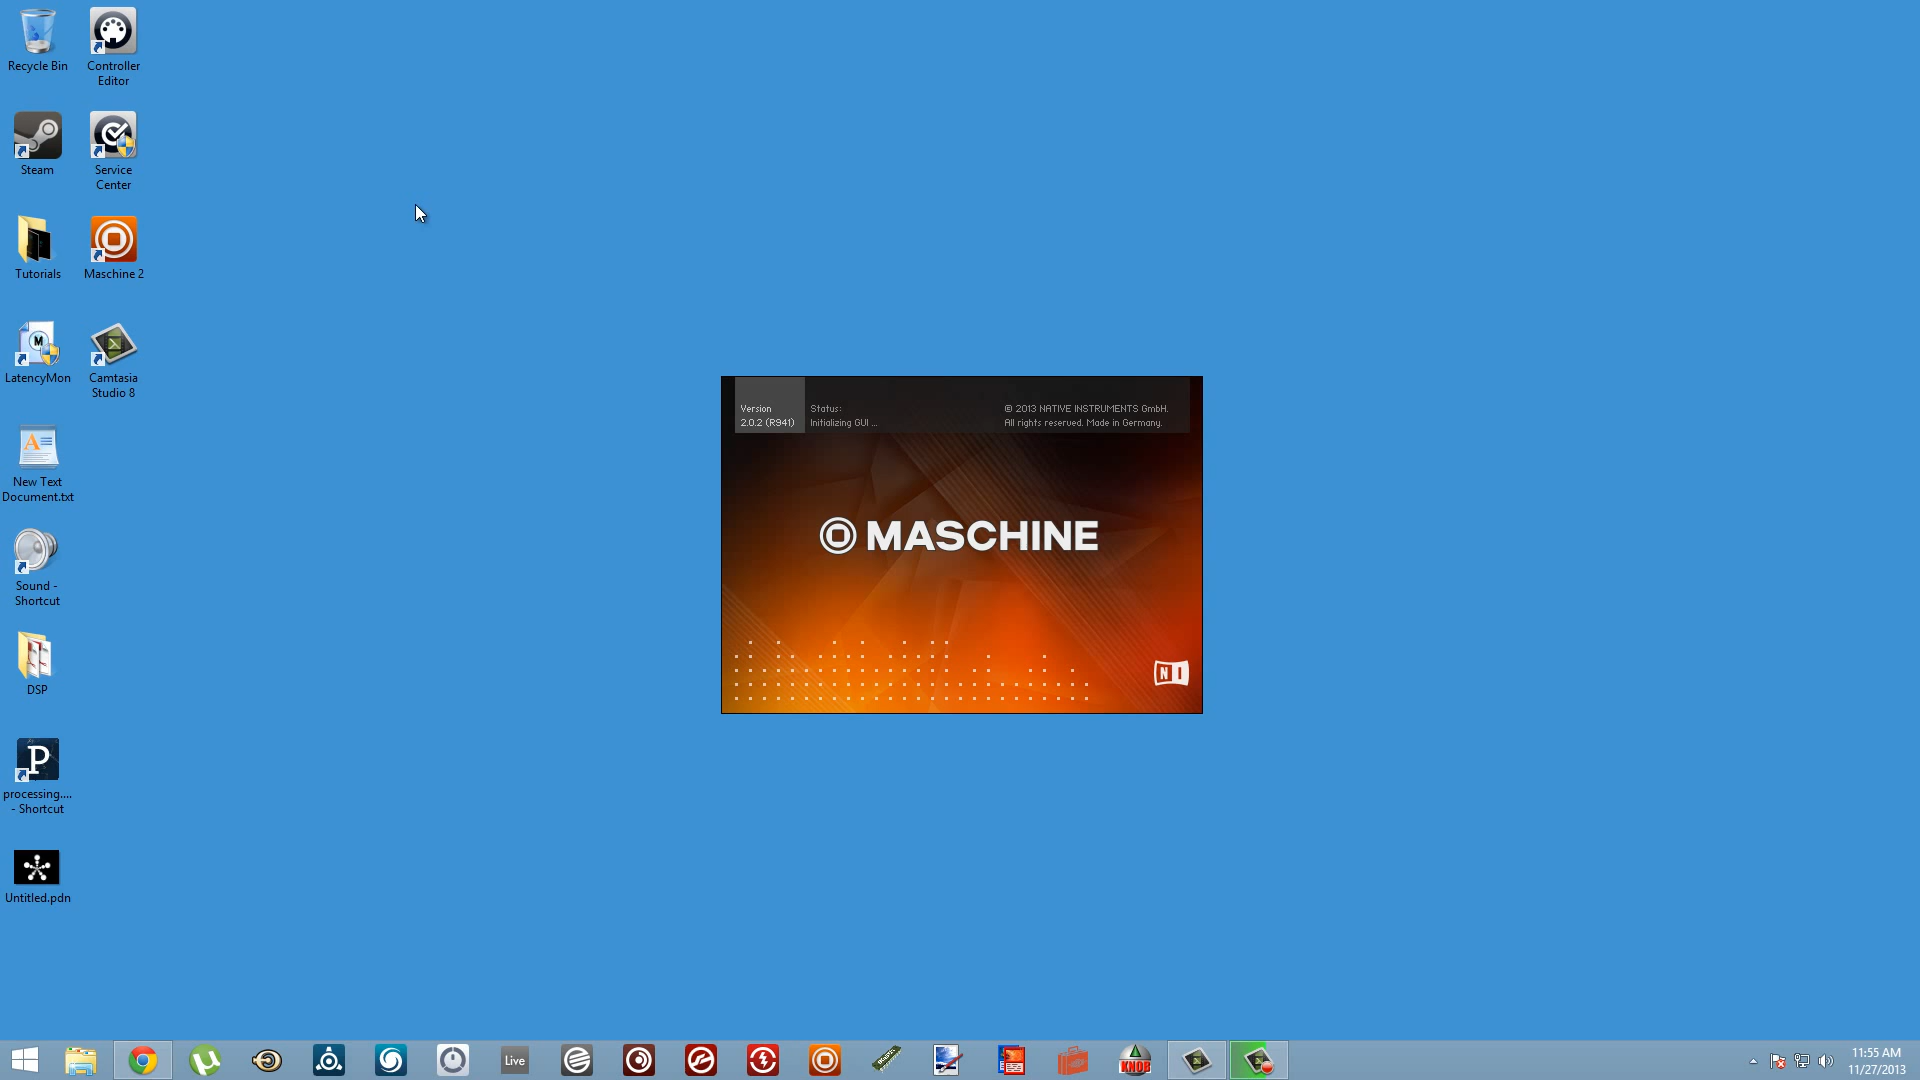 Recycle Bin
Controller
Editor
Steam
Service
Center
Tutorials
Maschine 2
LatencyMon
Camtasia
Studio 8
New Text
Document.txt
Sound -
Shortcut
DSP
P
processing....
- Shortcut
Untitled.pdn
Version
2.0.2 (R941)
Status:
Initializing GUI ...
© 2013 NATIVE INSTRUMENTS GmbH.
All rights reserved. Made in Germany.
MASCHINE
NI
Live
KNOB
11:55 AM
11/27/2013